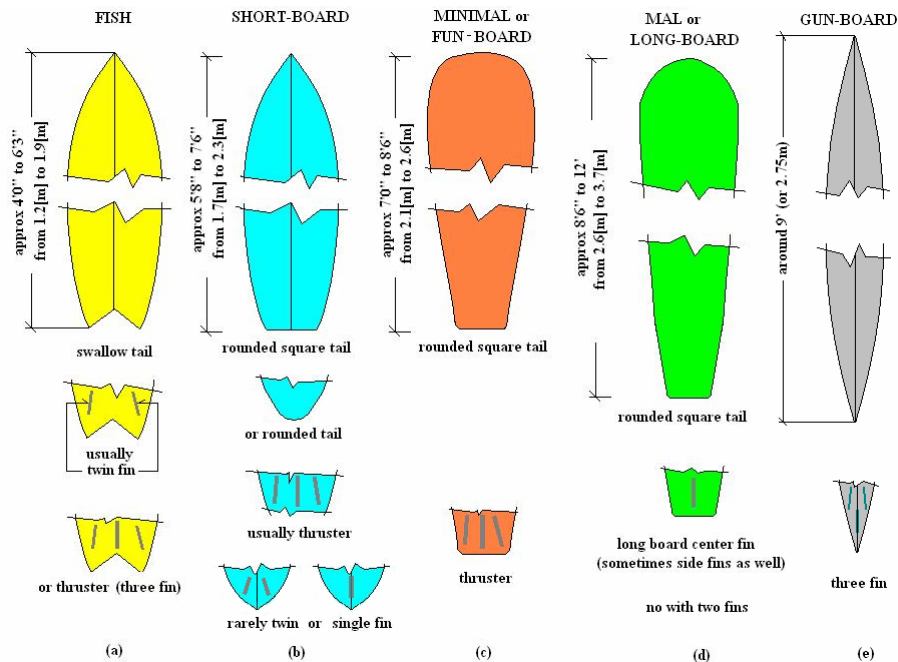 FISH
approx 4'0" to 6'3"
from 1.2[m] to 1.9[m]
swallow tail
usually
twin fin
or thruster (three fin)
(a)
SHORT-BOARD
approx 5'8" to 7'6"
from 1.7[m] to 2.3[m]
rounded square tail
or rounded tail
usually thruster
rarely twin or single fin
(b)
MINIMAL or
FUN-BOARD
approx 7'0" to 8'6"
from 2.1[m] to 2.6[m]
rounded square tail
thruster
(c)
MAL or
LONG-BOARD
approx 8'6" to 12'
from 2.6[m] to 3.7[m]
rounded square tail
long board center fin
(sometimes side fins as well)
no with two fins
(d)
GUN-BOARD
around 9' (or 2.75m)
three fin
(e)